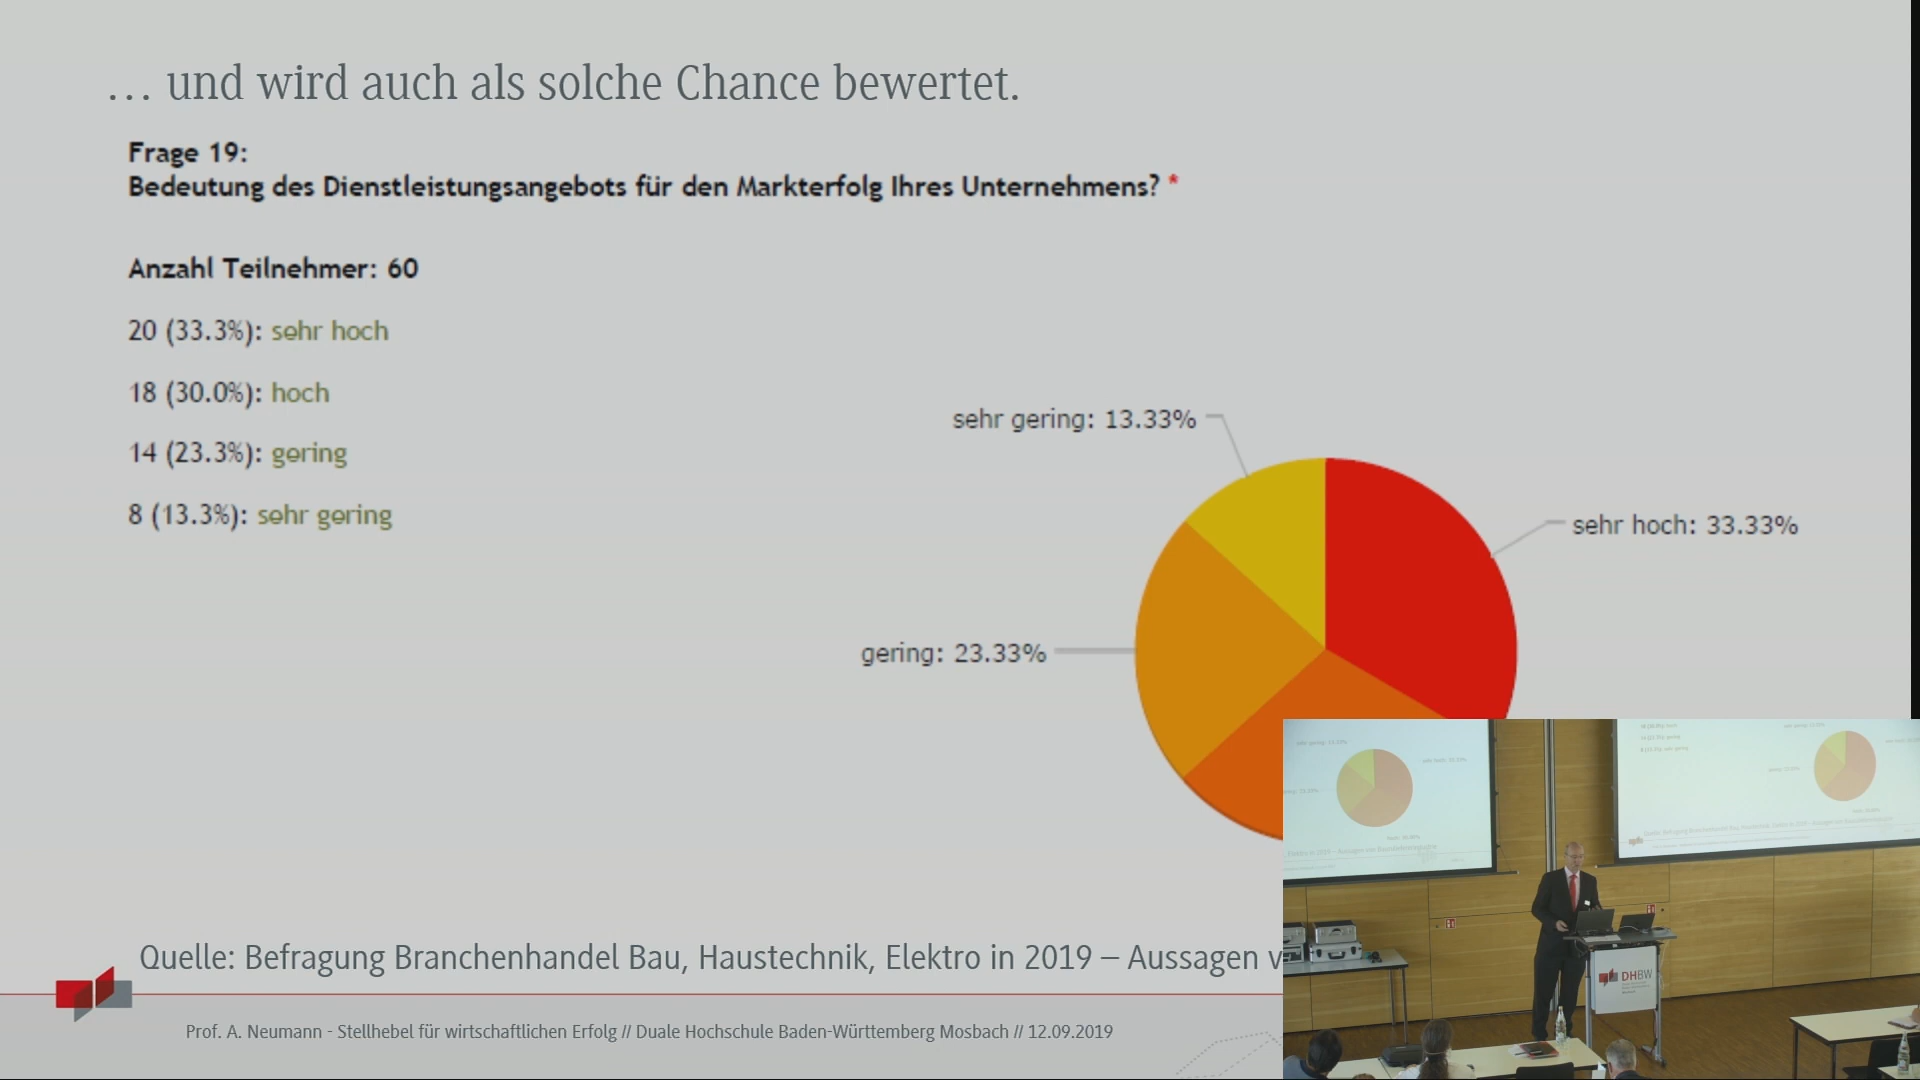 … und wird auch als solche Chance bewertet.
Frage 19:
Bedeutung des Dienstleistungsangebots für den Markterfolg Ihres Unternehmens? *
Anzahl Teilnehmer: 60
20 (33.3%): sehr hoch
18 (30.0%): hoch
14 (23.3%): gering
8 (13.3%): sehr gering
sehr gering: 13.33%
sehr hoch: 33.33%
gering: 23.33%
Quelle: Befragung Branchenhandel Bau, Haustechnik, Elektro in 2019 – Aussagen
Prof. A. Neumann - Stellhebel für wirtschaftlichen Erfolg // Duale Hochschule Baden-Württemberg Mosbach // 12.09.2019
DHBW